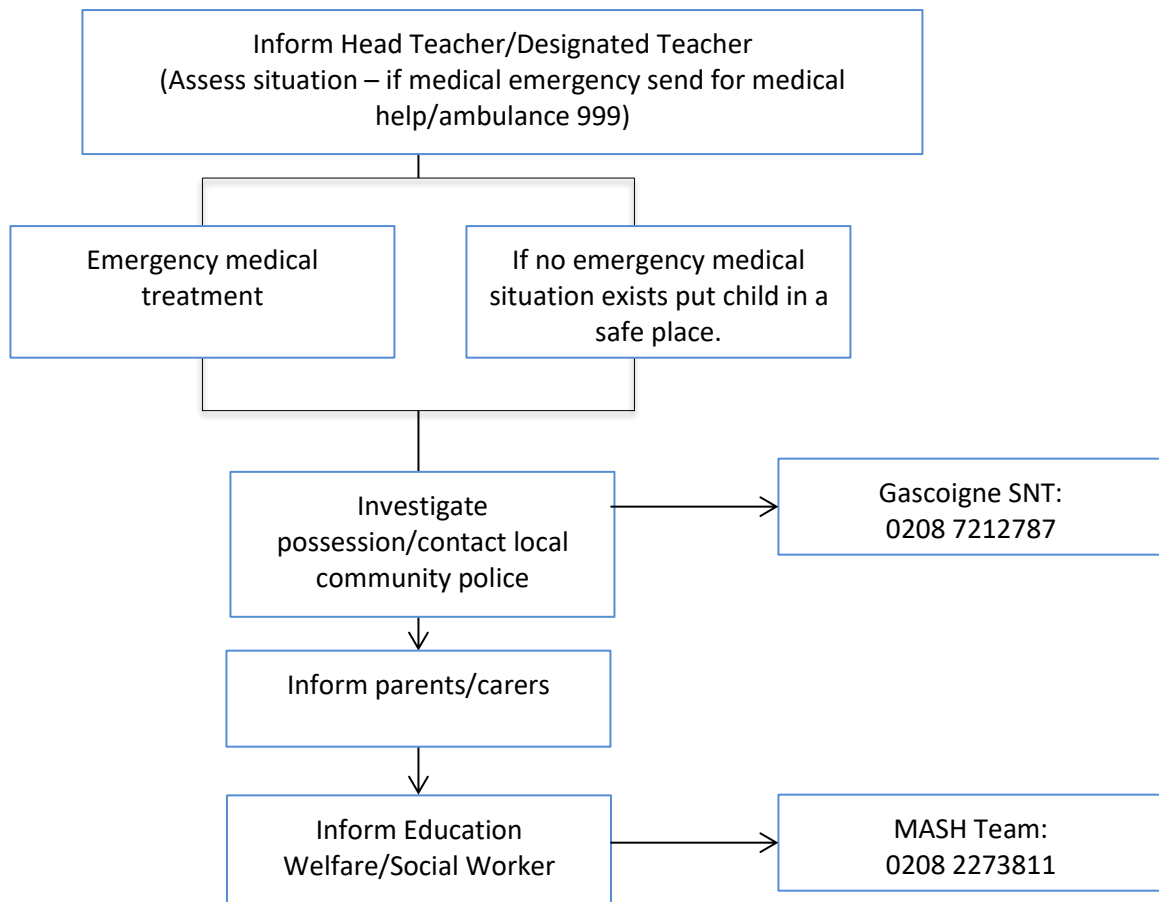 Inform Head Teacher/Designated Teacher
(Assess situation – if medical emergency send for medical
help/ambulance 999)
Emergency medical
treatment
If no emergency medical
situation exists put child in a
safe place.
Investigate
possession/contact local
community police
Gascoigne SNT:
0208 7212787
Inform parents/carers
Inform Education
Welfare/Social Worker
MASH Team:
0208 2273811